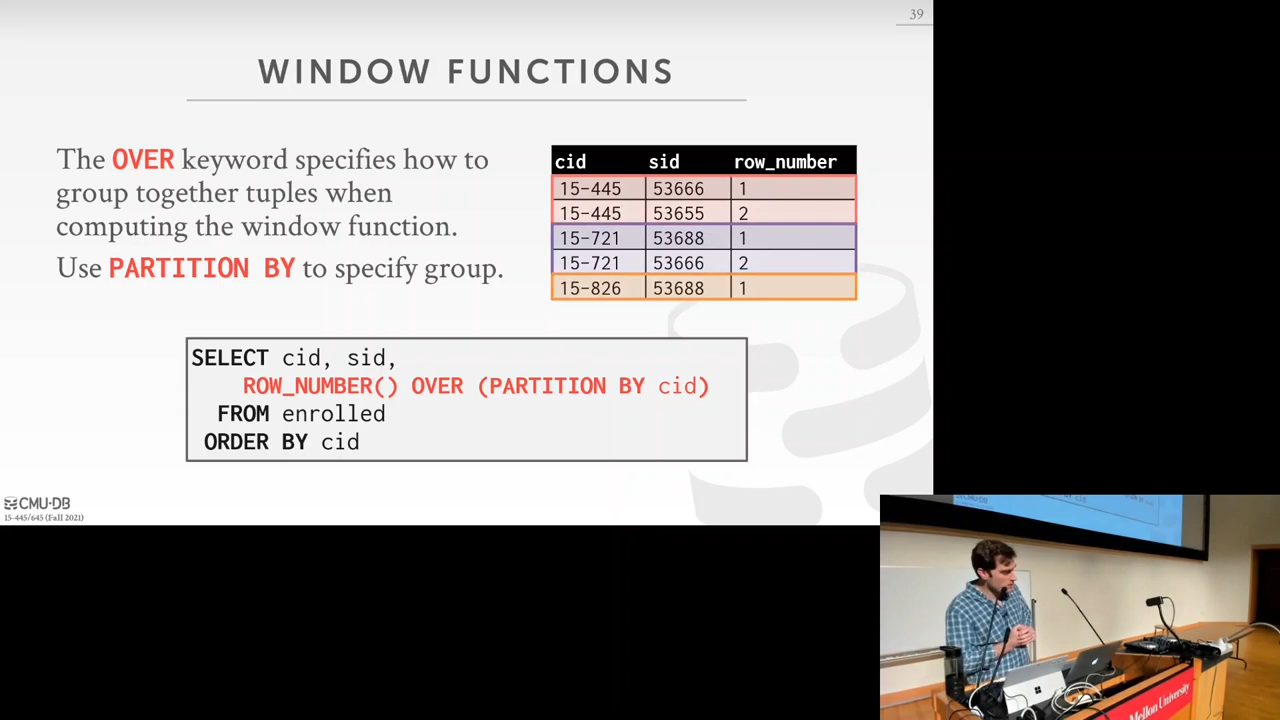 39
WINDOW FUNCTIONS
The OVER keyword specifies how to
group together tuples when
computing the window function.
Use PARTITION BY to specify group.
cid sid row_number
15-445 53666 1
15-445 53655 2
15-721 53688 1
15-721 53666 2
15-826 53688 1
SELECT cid, sid,
ROW_NUMBER() OVER (PARTITION BY cid)
FROM enrolled
ORDER BY cid
CMU·DB
15-445/645 (Fall 2021)
Mellon University